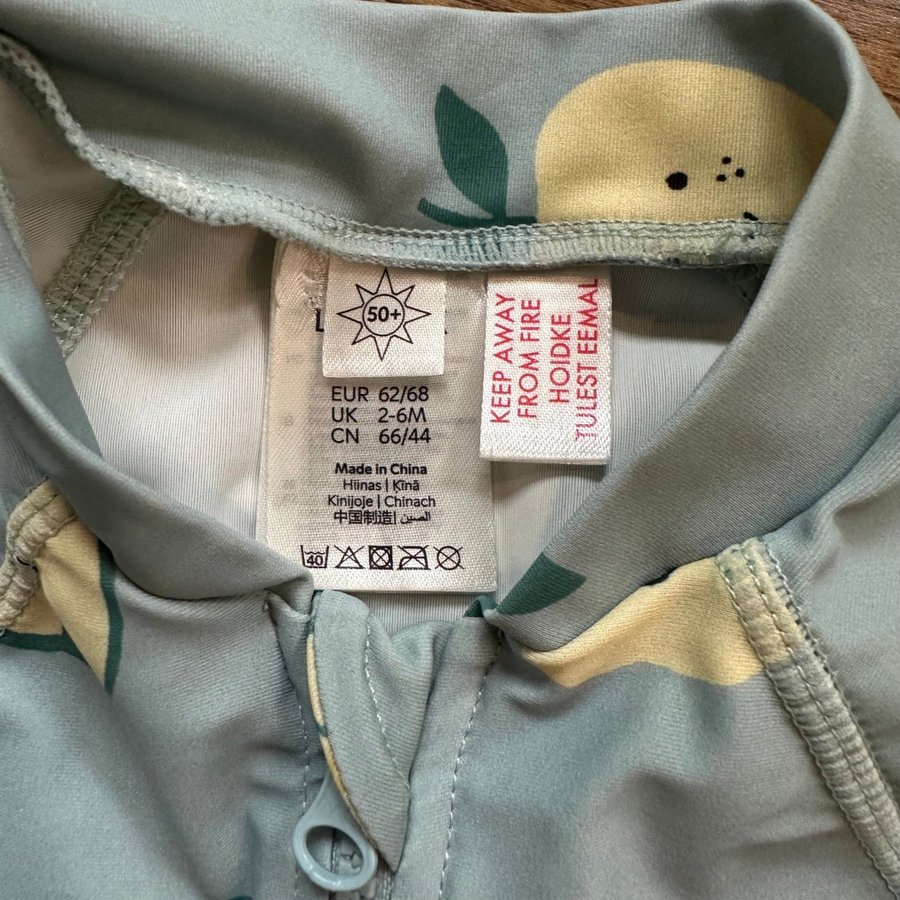 50+
EUR 62/68
UK 2-6M
CN 66/44
Made in China
Hiinas | Ķīnā
Kinijoje | Chinach
中国制造| الصين
40
KEEP AWAY
FROM FIRE
HOIDKE
TULEST EEMAL